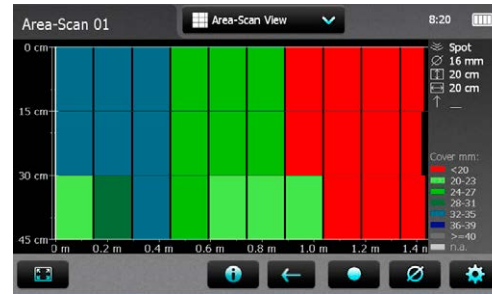 Area-Scan 01
Area-Scan View
8:20
0 cm
15 cm
30 cm
45 cm
0 m 0.2 m 0.4 m 0.6 m 0.8 m 1.0 m 1.2 m 1.4 m
Spot
16 mm
20 cm
20 cm
Cover mm:
<20
20-23
24-27
28-31
32-35
36-39
>=40
n.a.